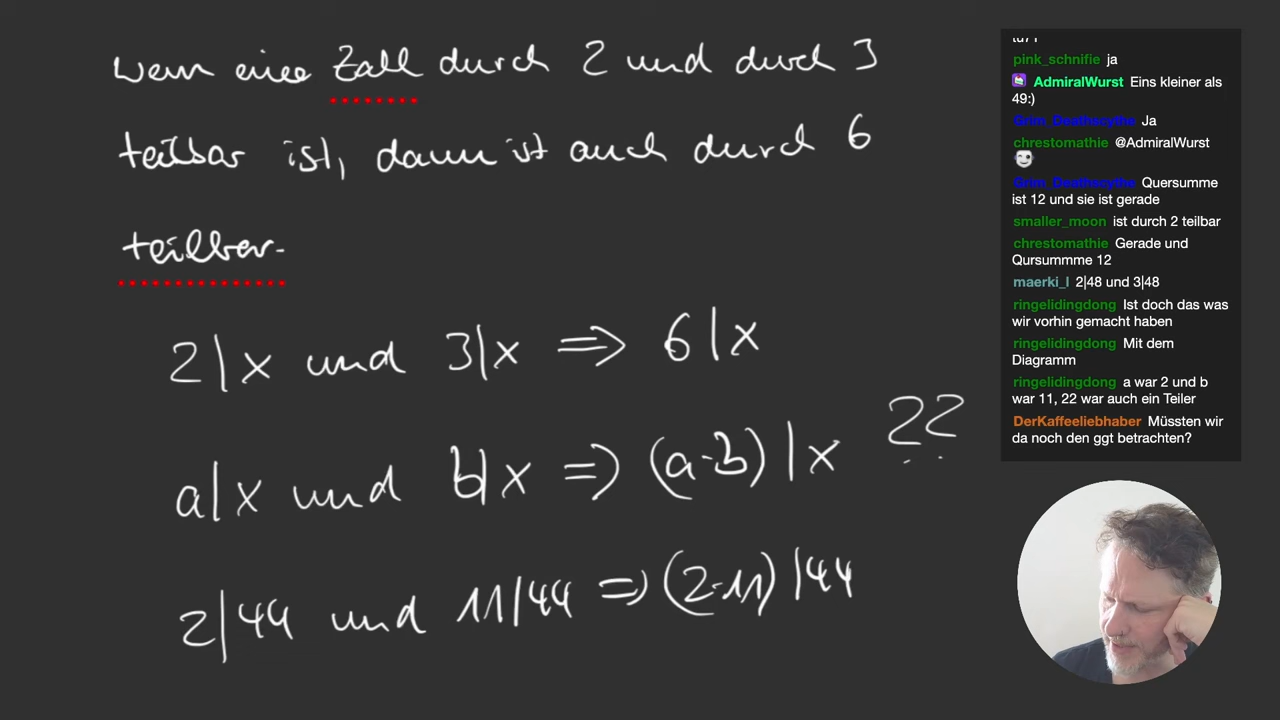 wenn eine Zahl durch 2 und durch 3
teilbar ist, dann ist auch durch 6
teilbar.
2|x und 3|x => 6|x
a|x und b|x => (a·b)|x ??
2|44 und 11|44 => (2·11)|44
pink_schnifie ja
AdmiralWurst Eins kleiner als
49:)
Grim_Deathscythe Ja
chrestomathie @AdmiralWurst
Grim_Deathscythe Quersumme
ist 12 und sie ist gerade
smaller_moon ist durch 2 teilbar
chrestomathie Gerade und
Qursummme 12
maerki_l 2|48 und 3|48
ringelidingdong Ist doch das was
wir vorhin gemacht haben
ringelidingdong Mit dem
Diagramm
ringelidingdong a war 2 und b
war 11, 22 war auch ein Teiler
DerKaffeeliebhaber Müssten wir
da noch den ggt betrachten?